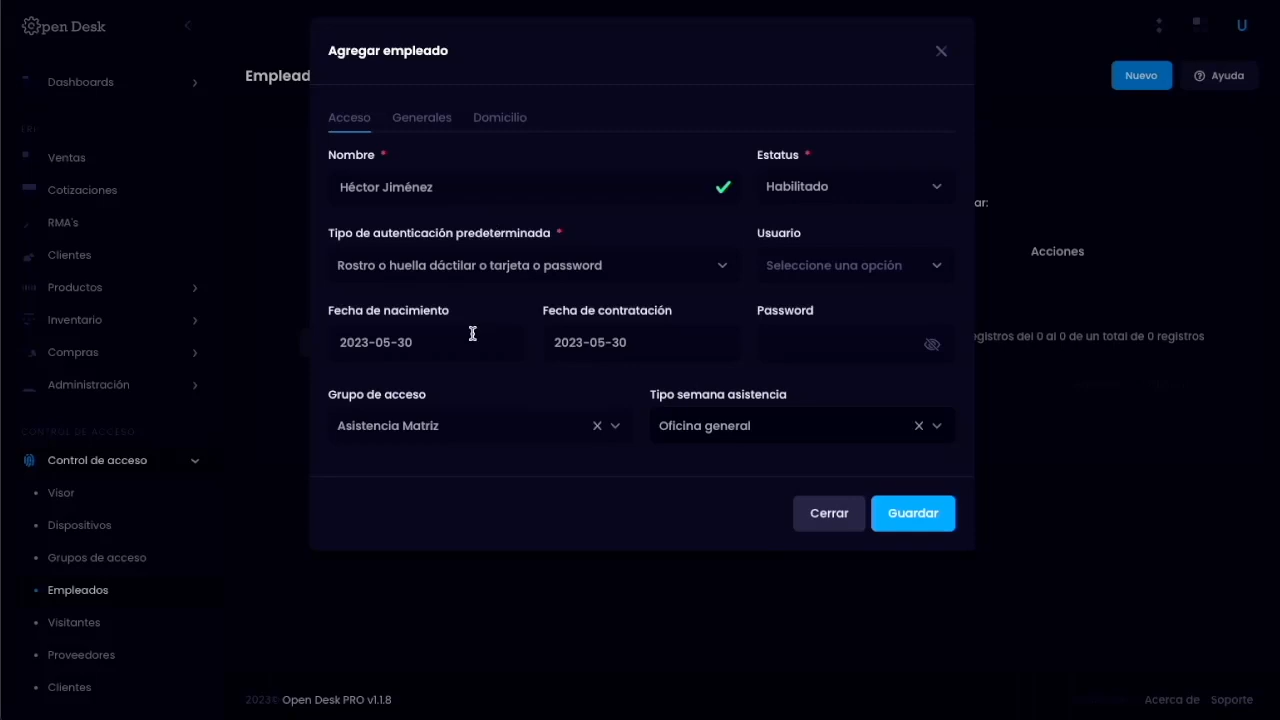 pen Desk
U
Dashboards
Emplead
Nuevo
Ayuda
Ventas
Cotizaciones
RMA's
Clientes
Productos
Inventario
Compras
Administración
CONTROL DE ACCESO
Control de acceso
Visor
Dispositivos
Grupos de acceso
Empleados
Visitantes
Proveedores
Clientes
Agregar empleado
Acceso Generales Domicilio
Nombre *
Estatus *
Héctor Jiménez
Habilitado
Tipo de autenticación predeterminada *
Usuario
Rostro o huella dáctilar o tarjeta o password
Seleccione una opción
Fecha de nacimiento
Fecha de contratación
Password
2023-05-30
2023-05-30
Grupo de acceso
Tipo semana asistencia
Asistencia Matriz
Oficina general
Cerrar
Guardar
ar:
Acciones
egistros del 0 al 0 de un total de 0 registros
2023© Open Desk PRO v1.1.8
Acerca de Soporte